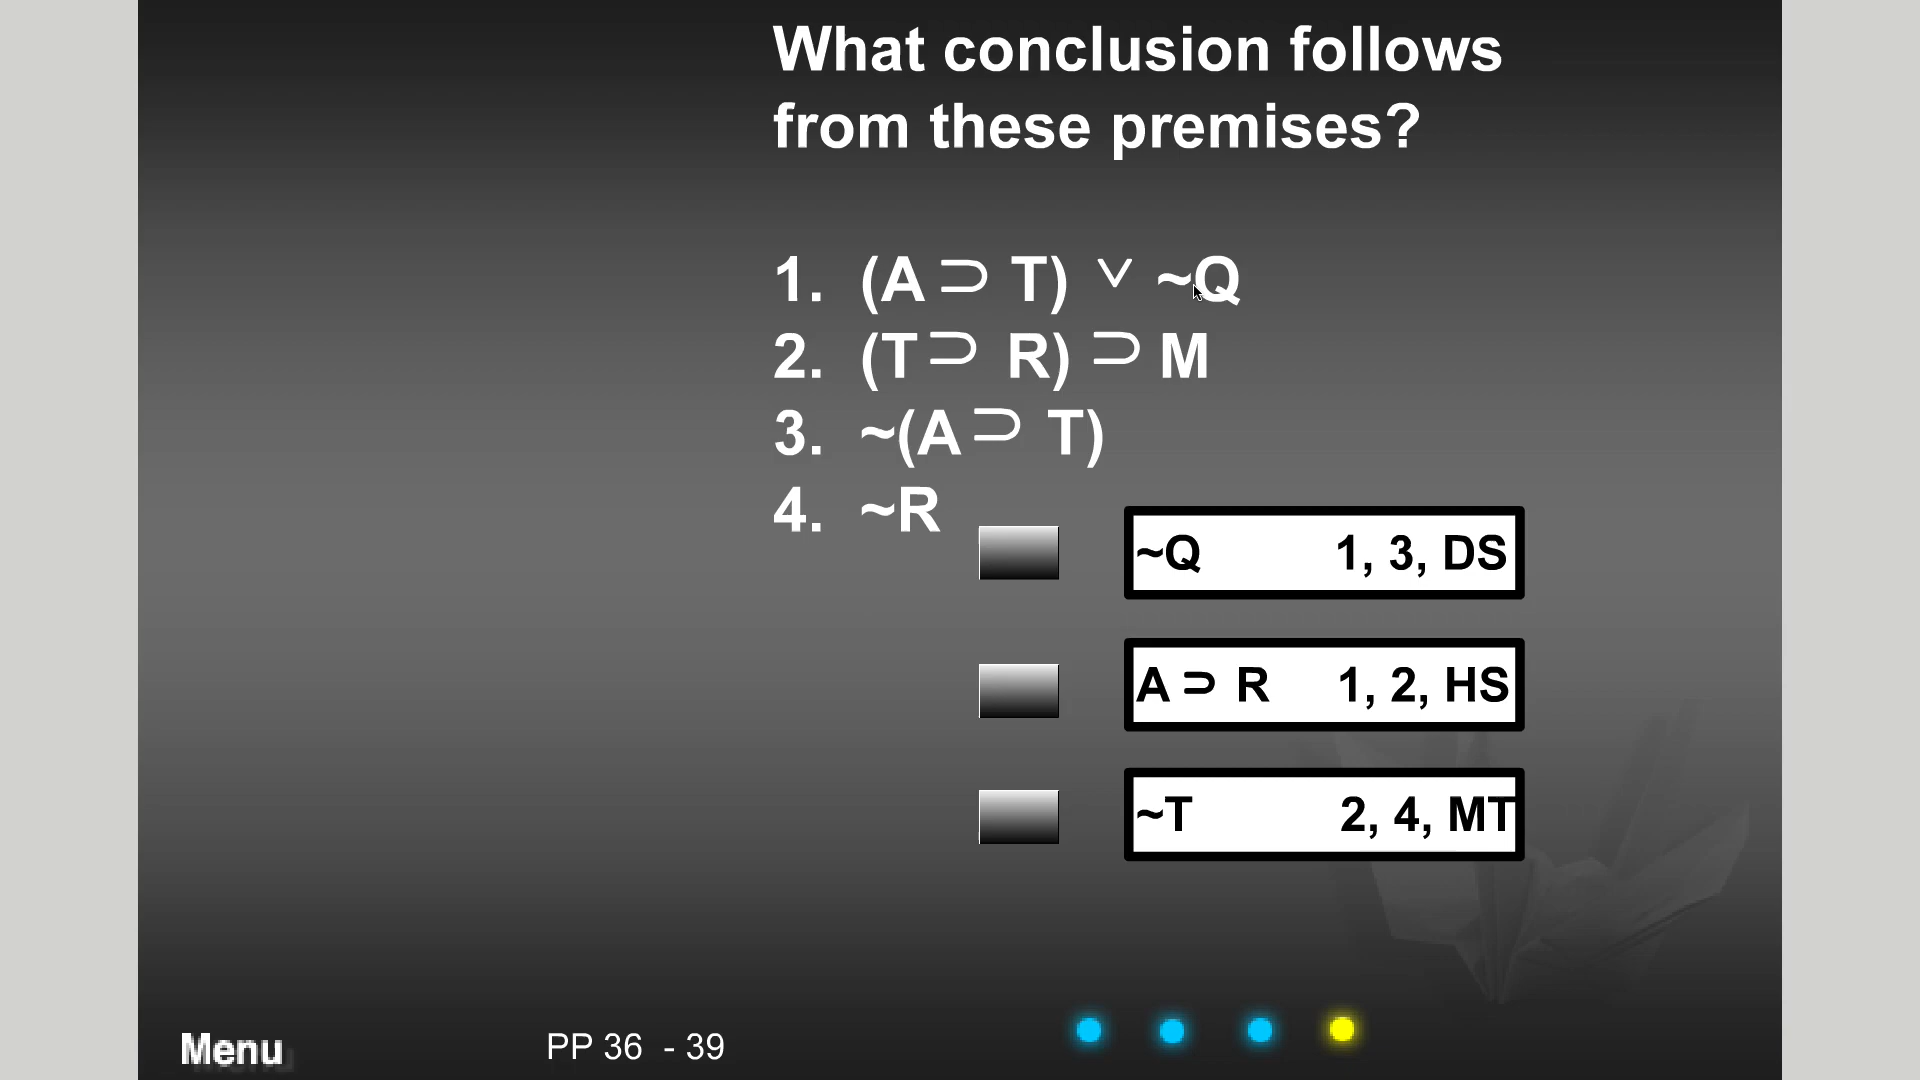 What conclusion follows
from these premises?
1. (A ⊃ T) ∨ ~Q
2. (T ⊃ R) ⊃ M
3. ~(A ⊃ T)
4. ~R
~Q 1, 3, DS
A ⊃ R 1, 2, HS
~T 2, 4, MT
Menu PP 36 - 39